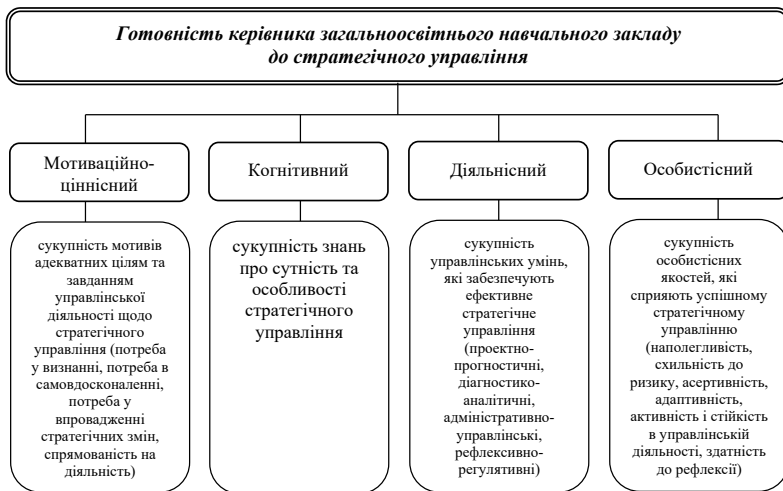 Готовність керівника загальноосвітнього навчального закладу
до стратегічного управління
Мотиваційно-
ціннісний
Когнітивний
Діяльнісний
Особистісний
сукупність мотивів
адекватних цілям та
завданням
управлінської
діяльності щодо
стратегічного
управління (потреба
у визнанні, потреба в
самовдосконаленні,
потреба у
впровадженні
стратегічних змін,
спрямованість на
діяльність)
сукупність знань
про сутність та
особливості
стратегічного
управління
сукупність
управлінських умінь,
які забезпечують
ефективне
стратегічне
управління
(проектно-
прогностичні,
діагностико-
аналітичні,
адміністративно-
управлінські,
рефлексивно-
регулятивні)
сукупність
особистісних
якостей, які
сприяють успішному
стратегічному
управлінню
(наполегливість,
схильність до
ризику, асертивність,
адаптивність,
активність і стійкість
в управлінській
діяльності, здатність
до рефлексії)